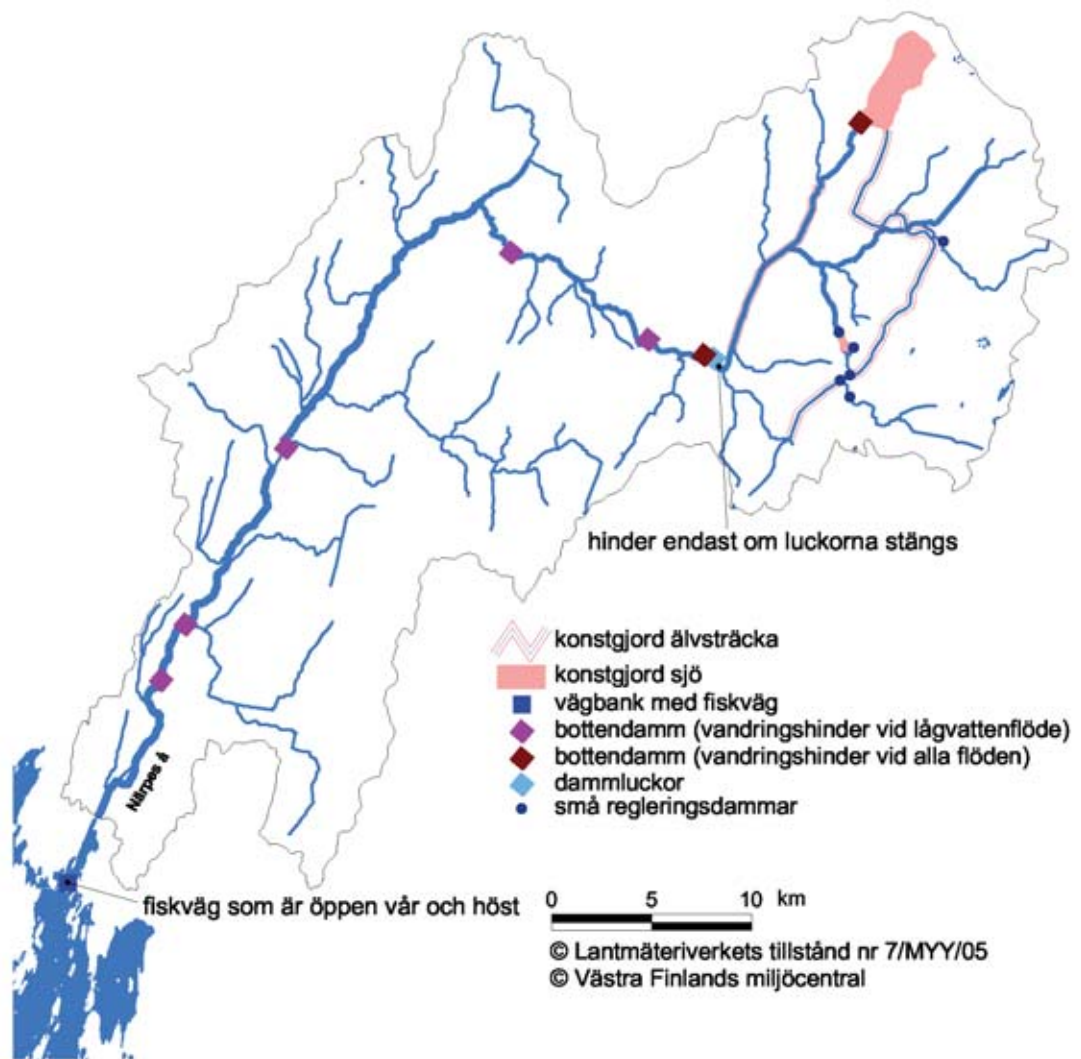 hinder endast om luckorna stängs
konstgjord älvsträcka
konstgjord sjö
vägbank med fiskväg
bottendamm (vandringshinder vid lågvattenflöde)
bottendamm (vandringshinder vid alla flöden)
dammluckor
små regleringsdammar
Närpes å
fiskväg som är öppen vår och höst
0 5 10 km
© Lantmäteriverkets tillstånd nr 7/MYY/05
© Västra Finlands miljöcentral